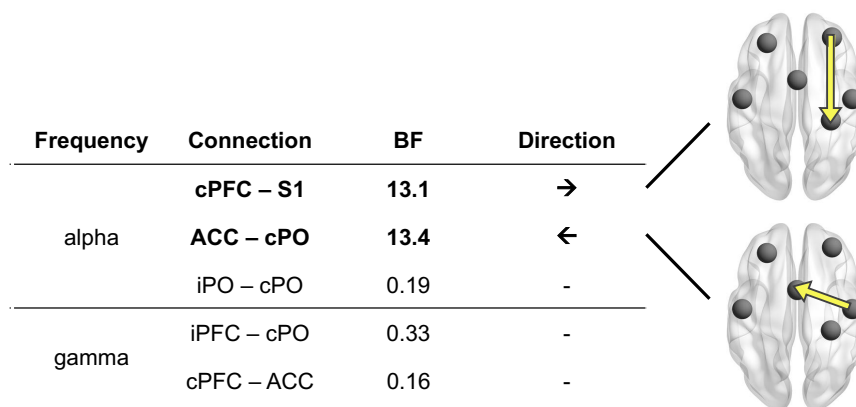 Frequency Connection BF Direction
cPFC – S1 13.1 →
alpha ACC – cPO 13.4 ←
iPO – cPO 0.19 -
iPFC – cPO 0.33 -
gamma
cPFC – ACC 0.16 -